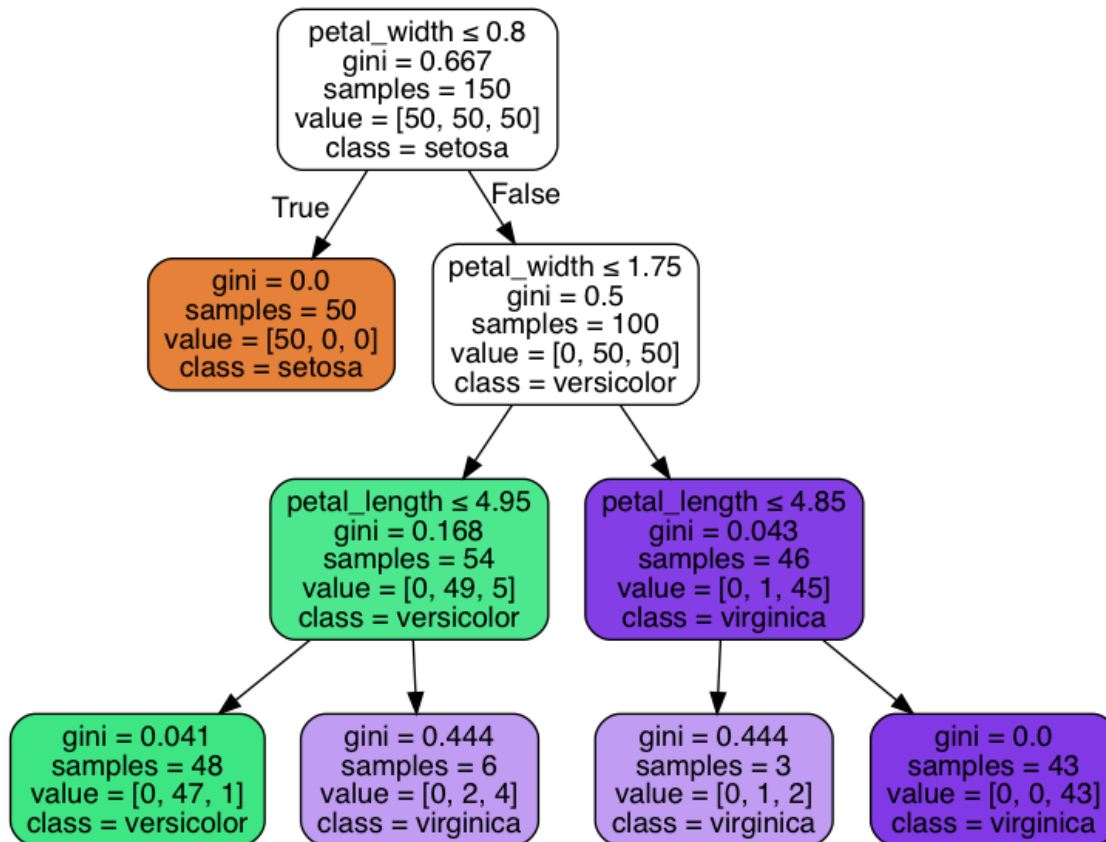 petal_width ≤ 0.8
gini = 0.667
samples = 150
value = [50, 50, 50]
class = setosa
True
False
gini = 0.0
samples = 50
value = [50, 0, 0]
class = setosa
petal_width ≤ 1.75
gini = 0.5
samples = 100
value = [0, 50, 50]
class = versicolor
petal_length ≤ 4.95
gini = 0.168
samples = 54
value = [0, 49, 5]
class = versicolor
petal_length ≤ 4.85
gini = 0.043
samples = 46
value = [0, 1, 45]
class = virginica
gini = 0.041
samples = 48
value = [0, 47, 1]
class = versicolor
gini = 0.444
samples = 6
value = [0, 2, 4]
class = virginica
gini = 0.444
samples = 3
value = [0, 1, 2]
class = virginica
gini = 0.0
samples = 43
value = [0, 0, 43]
class = virginica